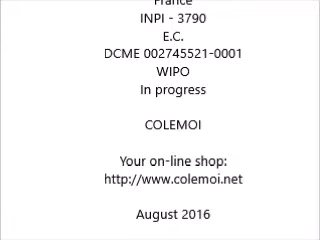 France
INPI - 3790
E.C.
DCME 002745521-0001
WIPO
In progress
COLEMOI
Your on-line shop:
http://www.colemoi.net
August 2016